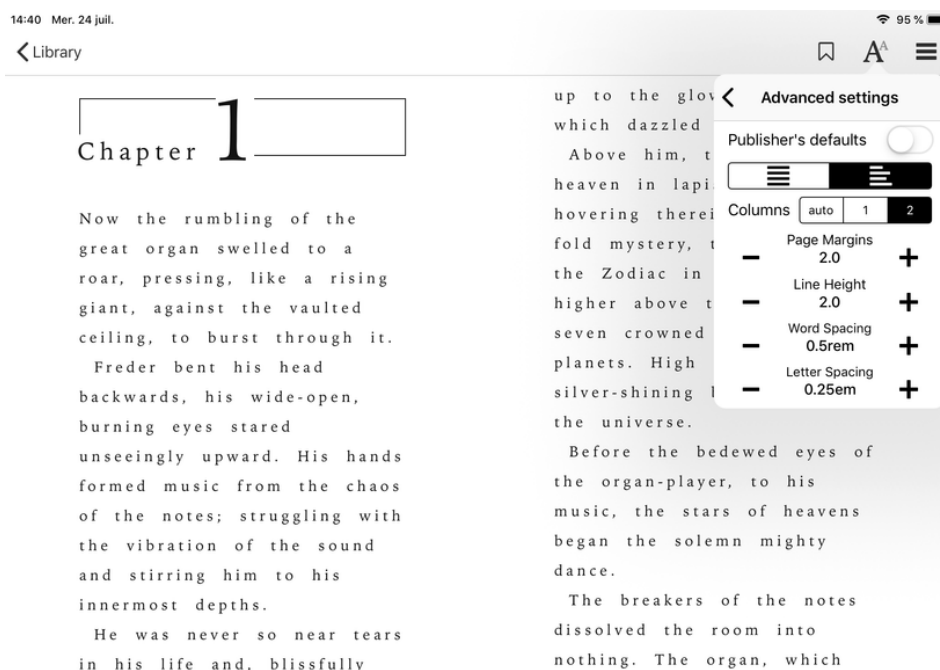 14:40 Mer. 24 juil.
95 %
Library
AA
Chapter 1
Now the rumbling of the
great organ swelled to a
roar, pressing, like a rising
giant, against the vaulted
ceiling, to burst through it.
Freder bent his head
backwards, his wide-open,
burning eyes stared
unseeingly upward. His hands
formed music from the chaos
of the notes; struggling with
the vibration of the sound
and stirring him to his
innermost depths.
He was never so near tears
in his life and, blissfully
up to the
which dazzled
Above him,
heaven in
hovering
fold mystery,
the Zodiac in
higher above
seven crowned
planets. High
silver-shining
the universe.
Before the bedewed eyes of
the organ-player, to his
music, the stars of heavens
began the solemn mighty
dance.
The breakers of the notes
dissolved the room into
nothing. The organ, which
Advanced settings
Publisher's defaults
Columns auto 1 2
Page Margins
2.0
Line Height
2.0
Word Spacing
0.5rem
Letter Spacing
0.25em